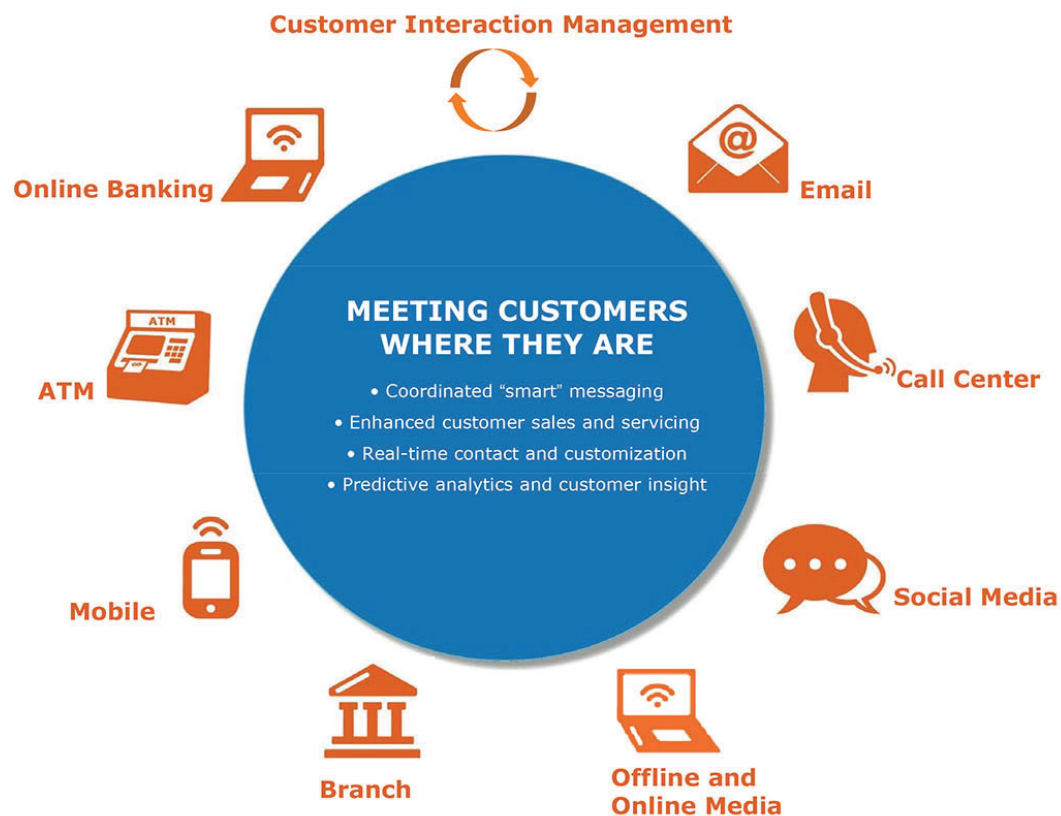 Customer Interaction Management
Online Banking
@
Email
MEETING CUSTOMERS
WHERE THEY ARE
• Coordinated “smart” messaging
• Enhanced customer sales and servicing
• Real-time contact and customization
• Predictive analytics and customer insight
ATM
ATM
Call Center
Mobile
Social Media
Branch
Offline and
Online Media